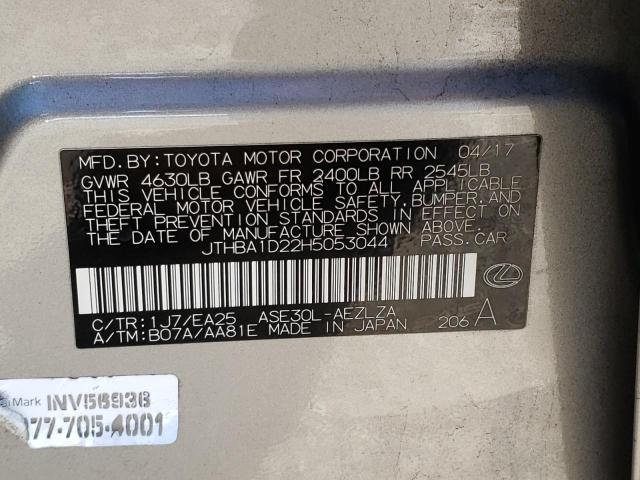 MFD.BY:TOYOTA MOTOR CORPORATION 04/17
GVWR 4630LB GAWR FR 2400LB RR 2545LB
THIS VEHICLE CONFORMS TO ALL APPLICABLE
FEDERAL MOTOR VEHICLE SAFETY,BUMPER,AND
THEFT PREVENTION STANDARDS IN EFFECT ON
THE DATE OF MANUFACTURE SHOWN ABOVE.
JTHBA1D22H5053044 PASS.CAR
C/TR:1J7/EA25 ASE30L-AEZLZA
A/TM:B07A/AA81E MADE IN JAPAN 206 A
Mark INV56936
77-705-4001